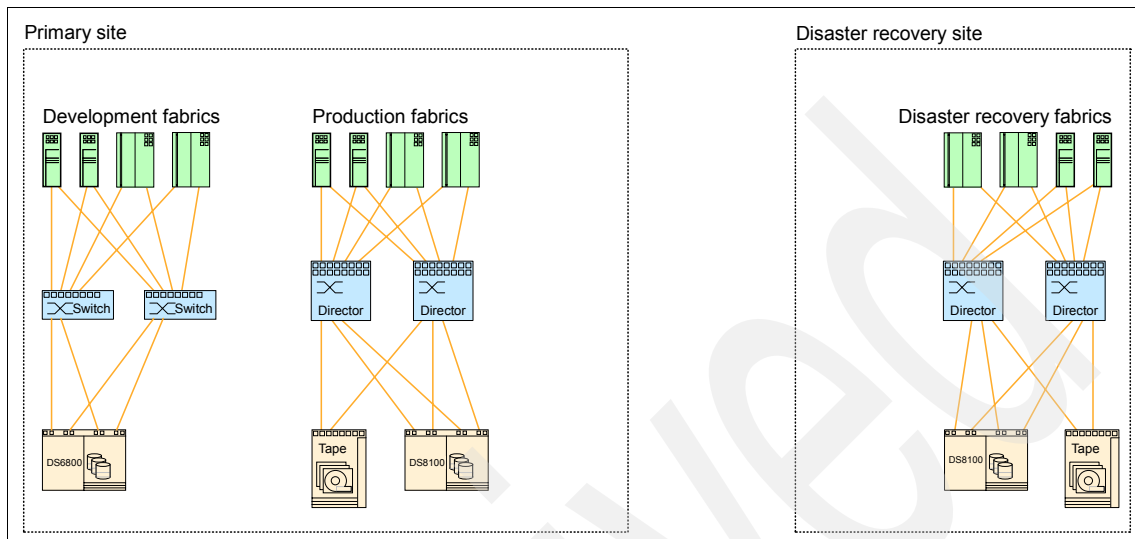 Primary site
Disaster recovery site
Development fabrics
Production fabrics
Disaster recovery fabrics
Switch
Switch
Director
Director
Director
Director
DS6800
Tape
DS8100
DS8100
Tape